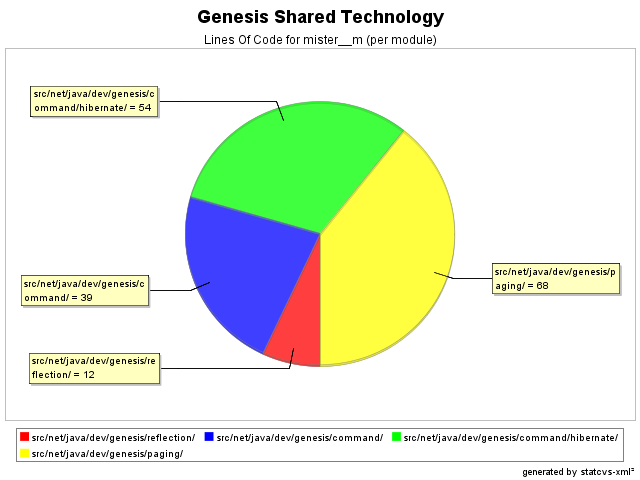 Genesis Shared Technology
Lines Of Code for mister__m (per module)
src/net/java/dev/genesis/c
ommand/hibernate/ = 54
src/net/java/dev/genesis/p
aging/ = 68
src/net/java/dev/genesis/c
ommand/ = 39
src/net/java/dev/genesis/re
flection/ = 12
src/net/java/dev/genesis/reflection/ src/net/java/dev/genesis/command/ src/net/java/dev/genesis/command/hibernate/
src/net/java/dev/genesis/paging/
generated by statcvs-xml²